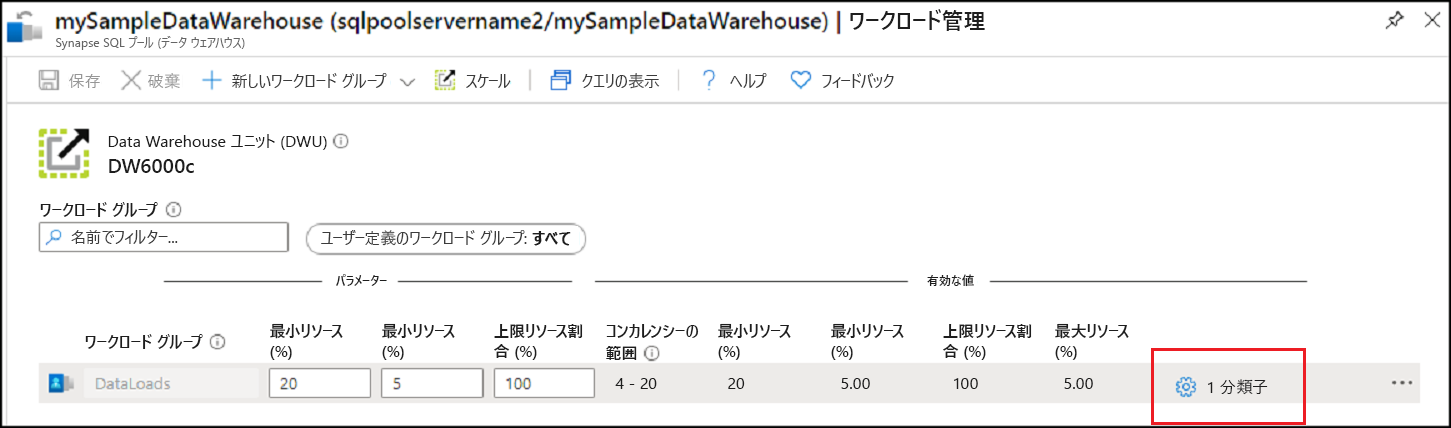 mySampleDataWarehouse (sqlpoolservername2/mySampleDataWarehouse) | ワークロード管理
Synapse SQL プール (データ ウェアハウス)
保存 破棄 新しいワークロード グループ スケール クエリの表示 ヘルプ フィードバック
Data Warehouse ユニット (DWU)
DW6000c
ワークロード グループ
名前でフィルター... ユーザー定義のワークロード グループ: すべて
パラメーター 有効な値
ワークロード グループ 最小リソース (%) 最小リソース (%) 上限リソース割合 (%) コンカレンシーの範囲 最小リソース (%) 最小リソース (%) 上限リソース割合 (%) 最大リソース (%)
DataLoads 20 5 100 4 - 20 20 5.00 100 5.00 1 分類子